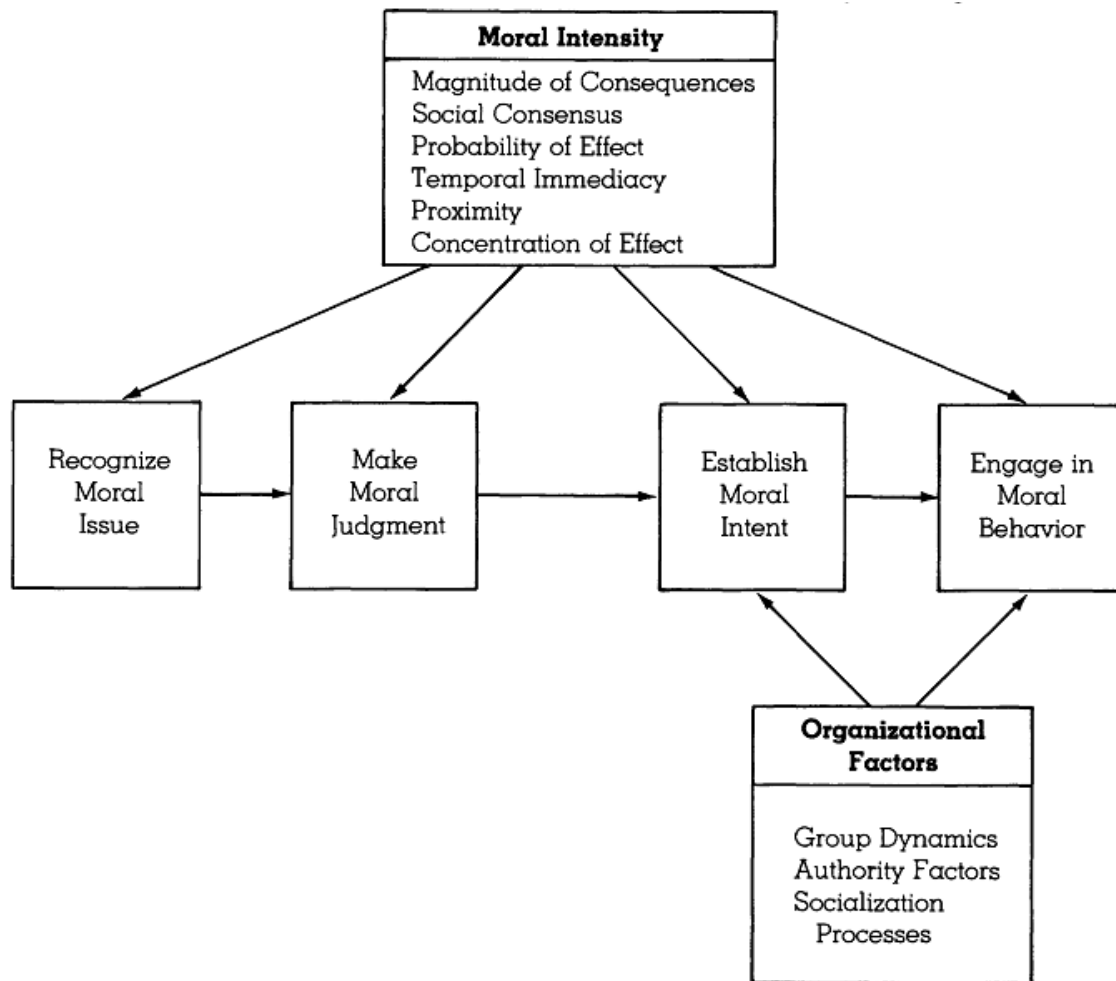 Moral Intensity
Magnitude of Consequences
Social Consensus
Probability of Effect
Temporal Immediacy
Proximity
Concentration of Effect
Recognize
Moral
Issue
Make
Moral
Judgment
Establish
Moral
Intent
Engage in
Moral
Behavior
Organizational
Factors
Group Dynamics
Authority Factors
Socialization
Processes